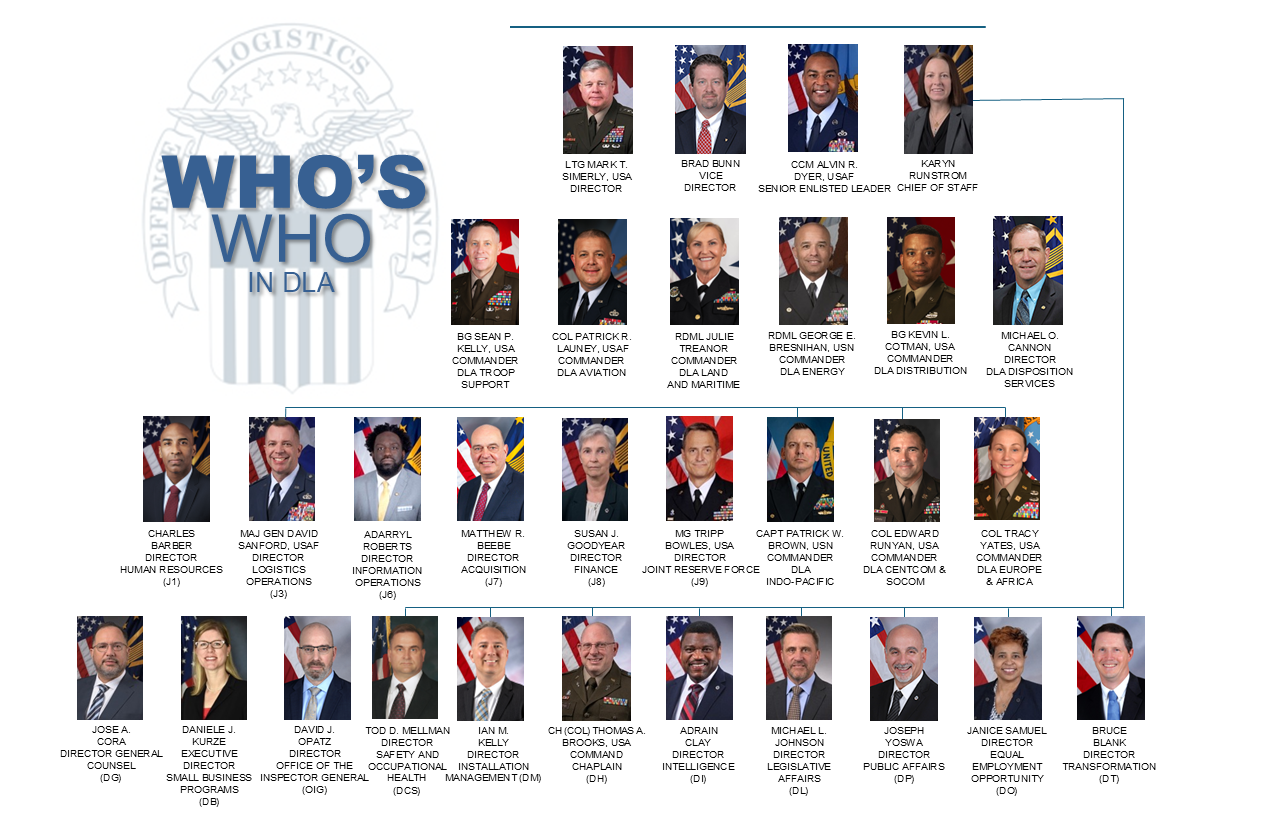 DEFENSE LOGISTICS AGENCY
WHO'S
WHO
IN DLA
LTG MARK T.
SIMERLY, USA
DIRECTOR
BRAD BUNN
VICE
DIRECTOR
CCM ALVIN R.
DYER, USAF
SENIOR ENLISTED LEADER
KARYN
RUNSTROM
CHIEF OF STAFF
BG SEAN P.
KELLY, USA
COMMANDER
DLA TROOP
SUPPORT
COL PATRICK R.
LAUNEY, USAF
COMMANDER
DLA AVIATION
RDML JULIE
TREANOR
COMMANDER
DLA LAND
AND MARITIME
RDML GEORGE E.
BRESNIHAN, USN
COMMANDER
DLA ENERGY
BG KEVIN L.
COTMAN, USA
COMMANDER
DLA DISTRIBUTION
MICHAEL O.
CANNON
DIRECTOR
DLA DISPOSITION
SERVICES
CHARLES
BARBER
DIRECTOR
HUMAN RESOURCES
(J1)
MAJ GEN DAVID
SANFORD, USAF
DIRECTOR
LOGISTICS
OPERATIONS
(J3)
ADARRYL
ROBERTS
DIRECTOR
INFORMATION
OPERATIONS
(J6)
MATTHEW R.
BEEBE
DIRECTOR
ACQUISITION
(J7)
SUSAN J.
GOODYEAR
DIRECTOR
FINANCE
(J8)
MG TRIPP
BOWLES, USA
DIRECTOR
JOINT RESERVE FORCE
(J9)
UNITED
CAPT PATRICK W.
BROWN, USN
COMMANDER
DLA
INDO-PACIFIC
COL EDWARD
RUNYAN, USA
COMMANDER
DLA CENTCOM &
SOCOM
COL TRACY
YATES, USA
COMMANDER
DLA EUROPE
& AFRICA
JOSE A.
CORA
DIRECTOR GENERAL
COUNSEL
(DG)
DANIELE J.
KURZE
EXECUTIVE
DIRECTOR
SMALL BUSINESS
PROGRAMS
(DB)
DAVID J.
OPATZ
DIRECTOR
OFFICE OF THE
INSPECTOR GENERAL
(OIG)
TOD D. MELLMAN
DIRECTOR
SAFETY AND
OCCUPATIONAL
HEALTH
(DCS)
IAN M.
KELLY
DIRECTOR
INSTALLATION
MANAGEMENT (DM)
CH (COL) THOMAS A.
BROOKS, USA
COMMAND
CHAPLAIN
(DH)
ADRAIN
CLAY
DIRECTOR
INTELLIGENCE
(DI)
MICHAEL L.
JOHNSON
DIRECTOR
LEGISLATIVE
AFFAIRS
(DL)
JOSEPH
YOSWA
DIRECTOR
PUBLIC AFFAIRS
(DP)
JANICE SAMUEL
DIRECTOR
EQUAL
EMPLOYMENT
OPPORTUNITY
(DO)
BRUCE
BLANK
DIRECTOR
TRANSFORMATION
(DT)